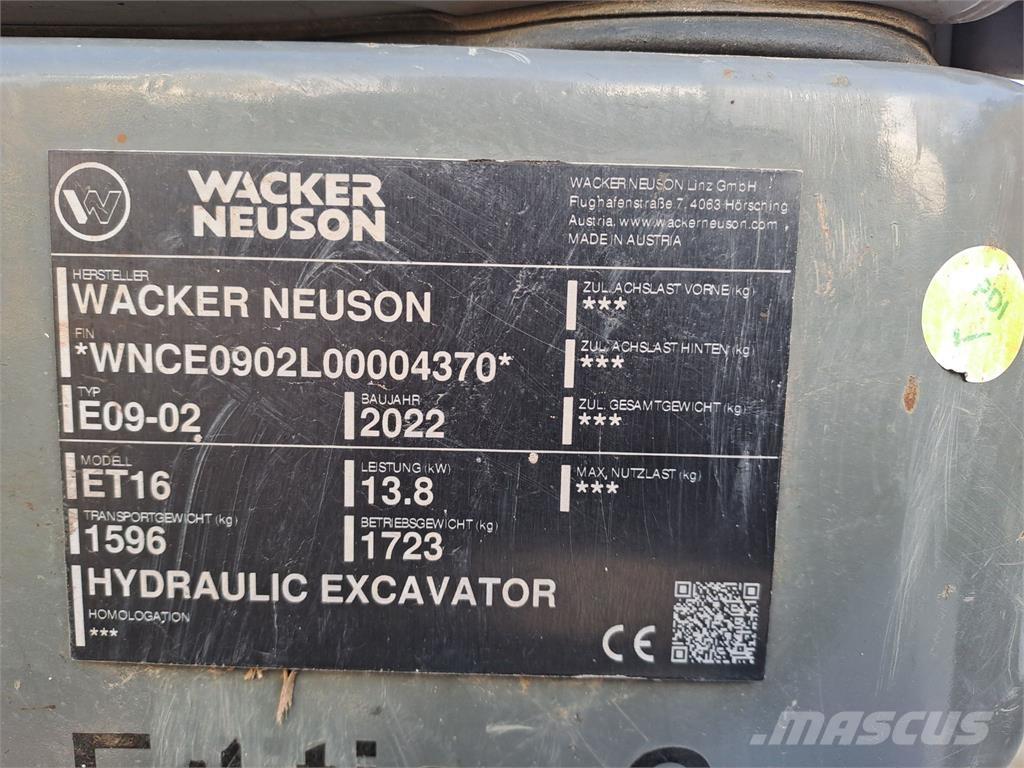 WACKER
NEUSON
WACKER NEUSON Linz GmbH
Flughafenstraße 7, 4063 Hörsching
Austria, www.wackerneuson.com
MADE IN AUSTRIA
HERSTELLER
WACKER NEUSON
FIN
*WNCE0902L00004370*
TYP
E09-02
BAUJAHR
2022
MODELL
ET16
LEISTUNG (kW)
13.8
TRANSPORTGEWICHT (kg)
1596
BETRIEBSGEWICHT (kg)
1723
HYDRAULIC EXCAVATOR
HOMOLOGATION
***
ZUL. ACHSLAST VORNE (kg)
***
ZUL. ACHSLAST HINTEN (kg)
***
ZUL. GESAMTGEWICHT (kg)
***
MAX. NUTZLAST (kg)
***
CE
MASCUS